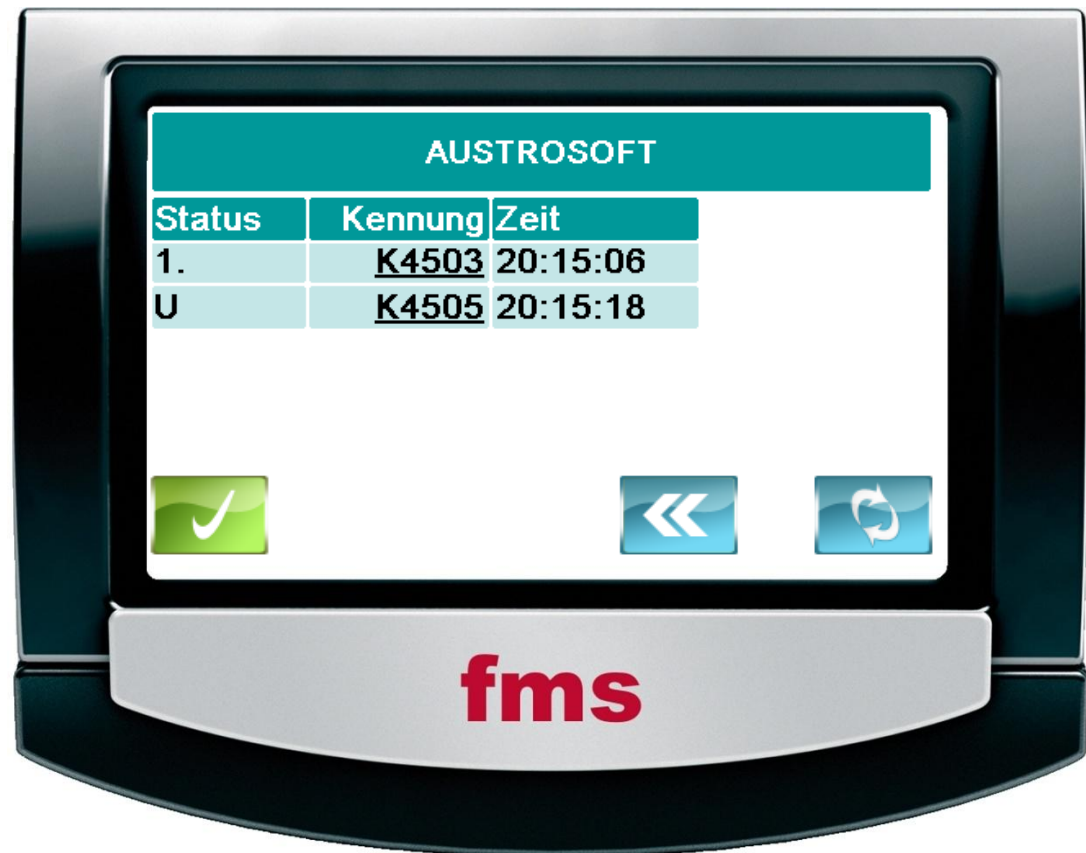 AUSTROSOFT
Status Kennung Zeit
1. K4503 20:15:06
U K4505 20:15:18
fms